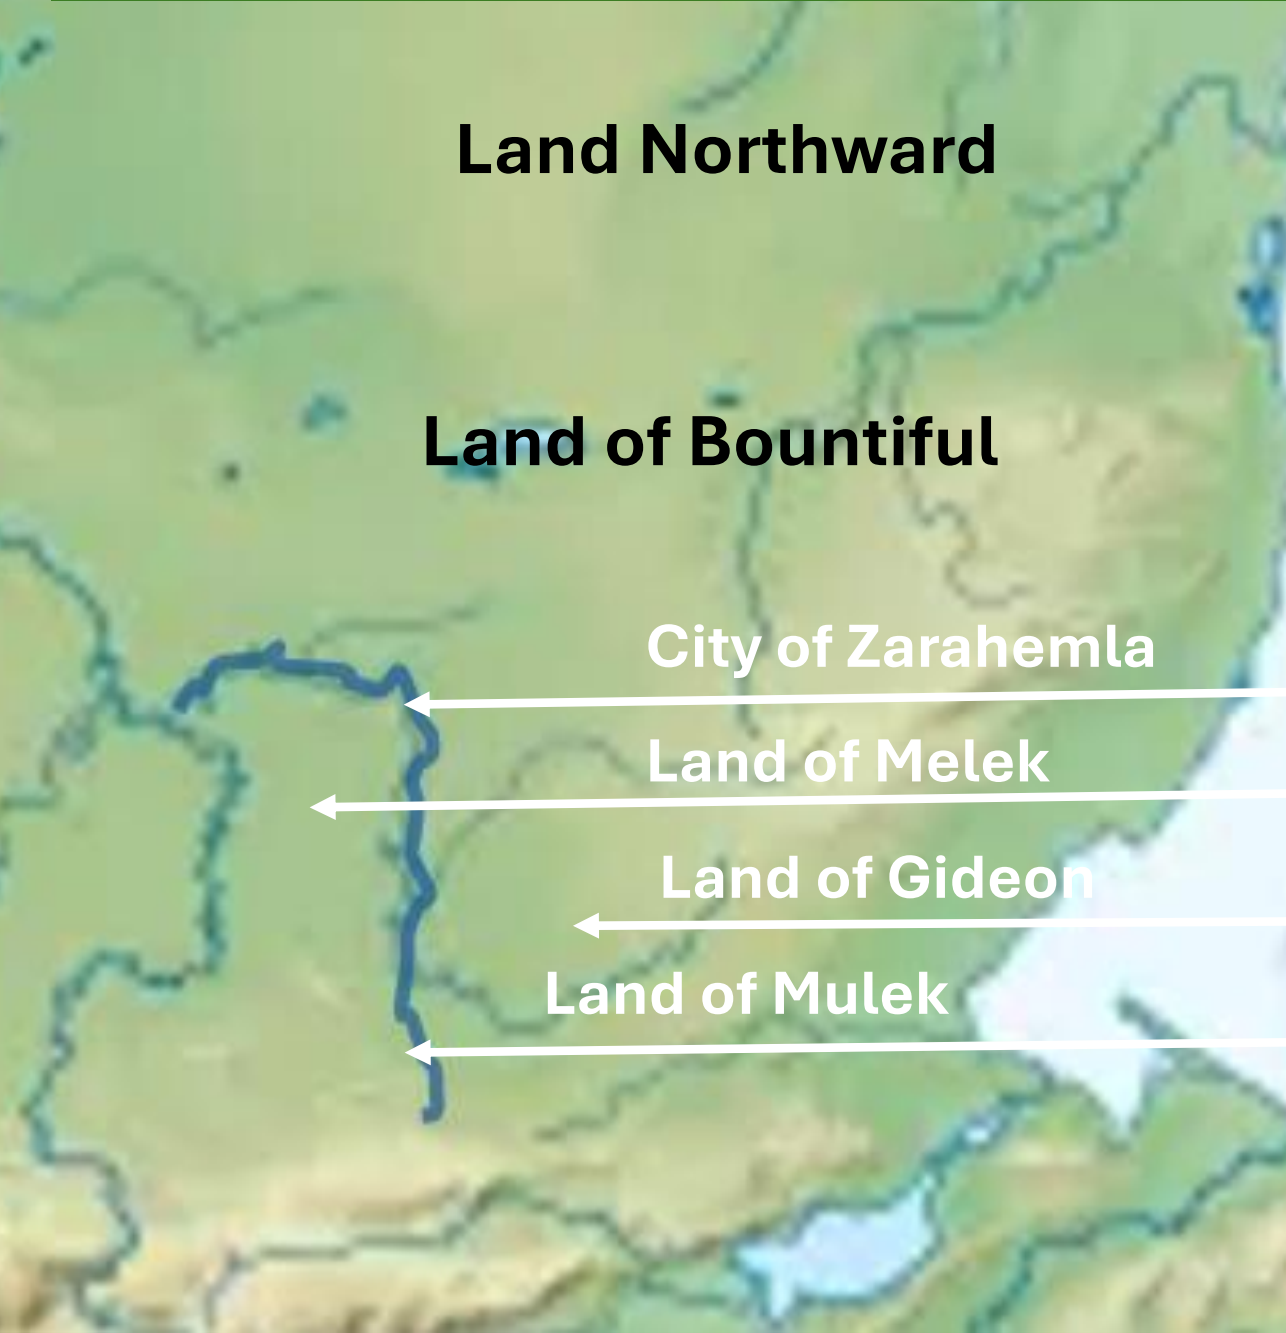 Land Northward
Land of Bountiful
City of Zarahemla
Land of Melek
Land of Gideon
Land of Mulek